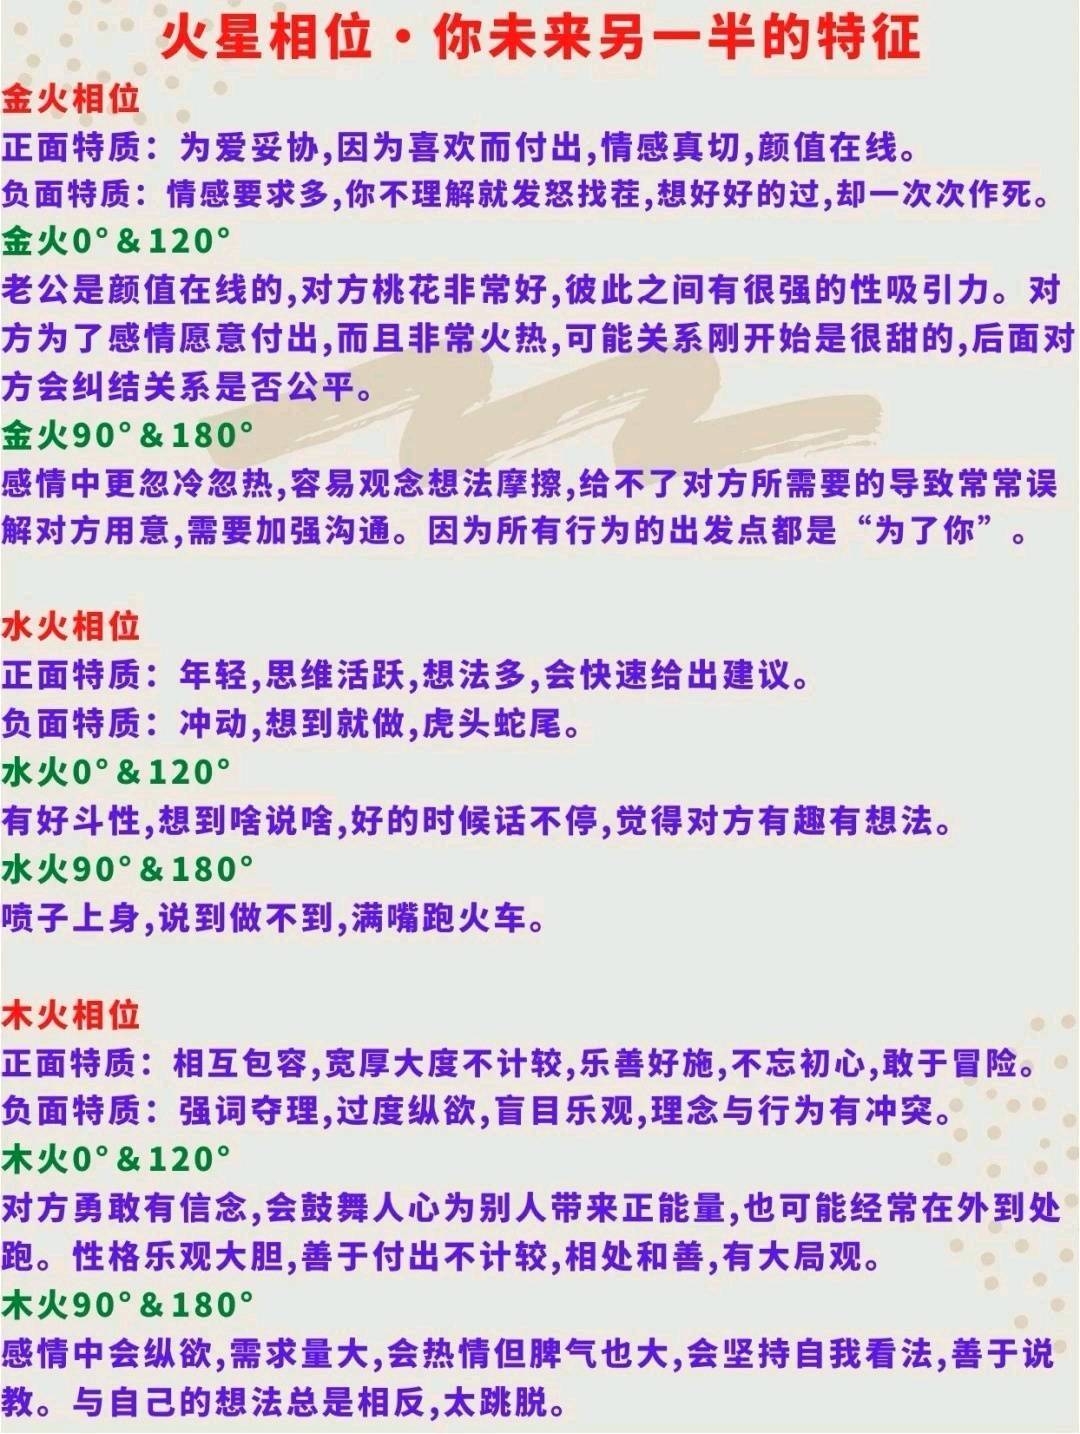 火星相位·你未来另一半的特征
金火相位
正面特质：为爱妥协,因为喜欢而付出,情感真切,颜值在线。
负面特质：情感要求多,你不理解就发怒找茬,想好好的过,却一次次作死。
金火0°&120°
老公是颜值在线的,对方桃花非常好,彼此之间有很强的性吸引力。对
方为了感情愿意付出,而且非常火热,可能关系刚开始是很甜的,后面对
方会纠结关系是否公平。
金火90°&180°
感情中更忽冷忽热,容易观念想法摩擦,给不了对方所需要的导致常常误
解对方用意,需要加强沟通。因为所有行为的出发点都是“为了你”。
水火相位
正面特质：年轻,思维活跃,想法多,会快速给出建议。
负面特质：冲动,想到就做,虎头蛇尾。
水火0°&120°
有好斗性,想到啥说啥,好的时候话不停,觉得对方有趣有想法。
水火90°&180°
喷子上身,说到做不到,满嘴跑火车。
木火相位
正面特质：相互包容,宽厚大度不计较,乐善好施,不忘初心,敢于冒险。
负面特质：强词夺理,过度纵欲,盲目乐观,理念与行为有冲突。
木火0°&120°
对方勇敢有信念,会鼓舞人心为别人带来正能量,也可能经常在外到处
跑。性格乐观大胆,善于付出不计较,相处和善,有大局观。
木火90°&180°
感情中会纵欲,需求量大,会热情但脾气也大,会坚持自我看法,善于说
教。与自己的想法总是相反,太跳脱。